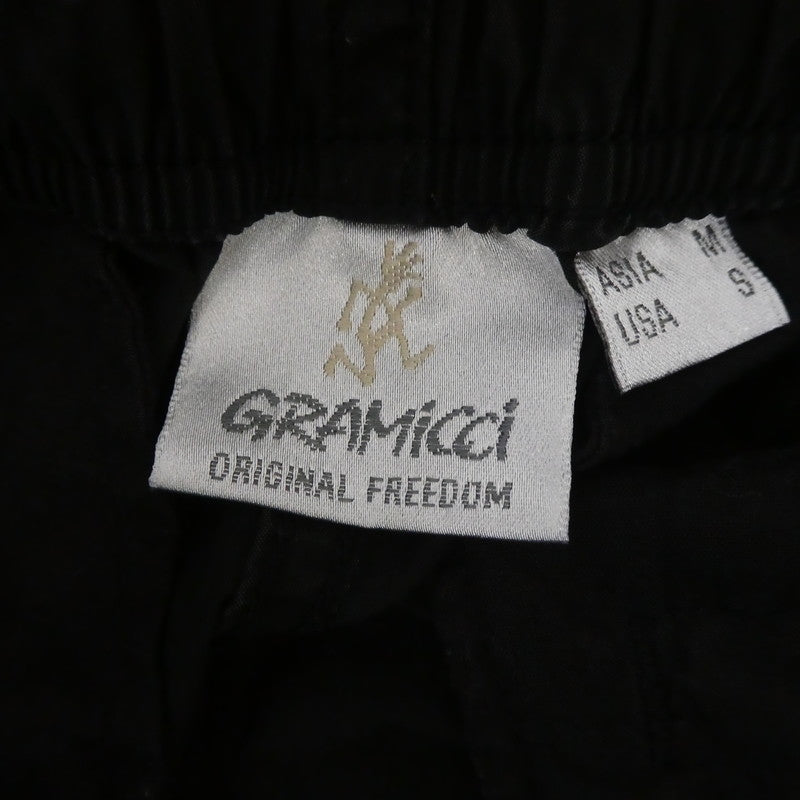 GRAMiCCi
ORIGINAL FREEDOM
ASIA M
USA S